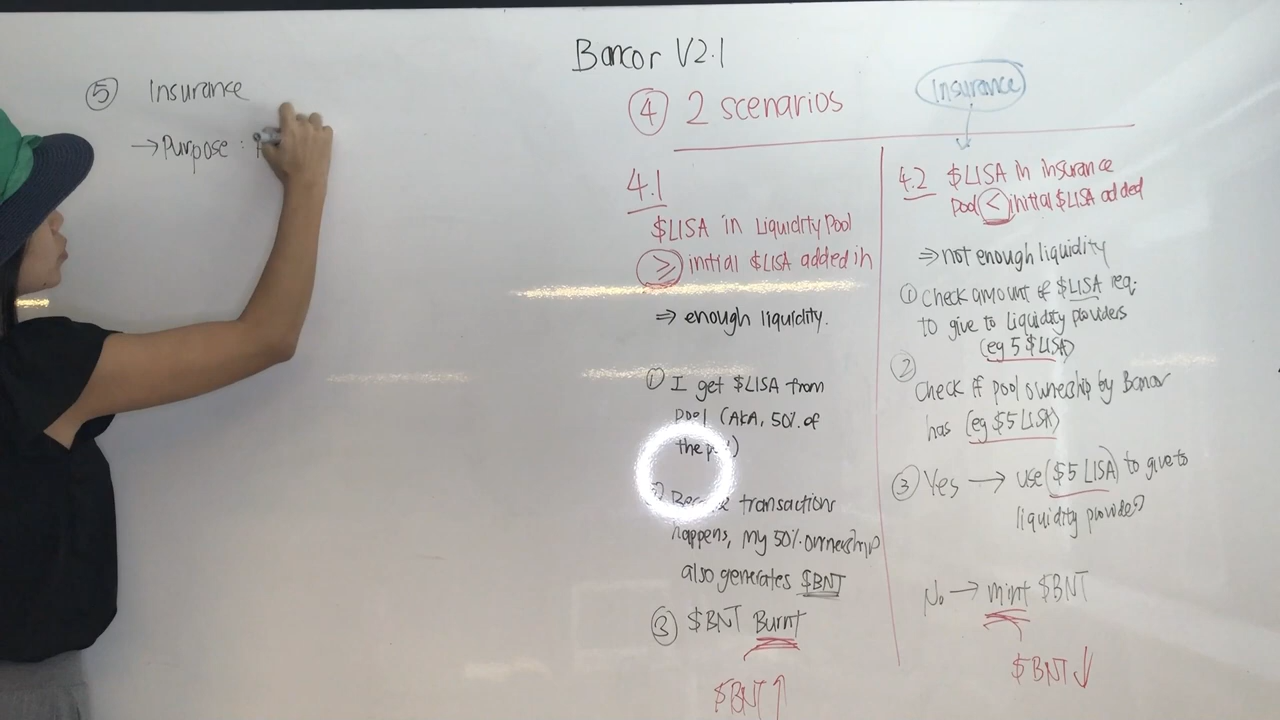 Bancor V2.1
⑤ Insurance
→ Purpose :
④ 2 scenarios
4.1
$LISA in Liquidity Pool
≥ initial $LISA added in
⇒ enough liquidity.
① I get $LISA from
Pool (AKA, 50% of
the
transactions
happens, my 50% ownership
also generates $BNT
③ $BNT Burnt
$BNT ↑
Insurance
4.2 $LISA in insurance
Pool < initial $LISA added
⇒ not enough liquidity
① Check amount of $LISA req.
to give to liquidity providers
(eg 5 $LISA)
②
Check if pool ownership by Bancor
has (eg $5 LISA)
③ Yes → use ($5 LISA) to give to
liquidity provider
No → mint $BNT
$BNT ↓